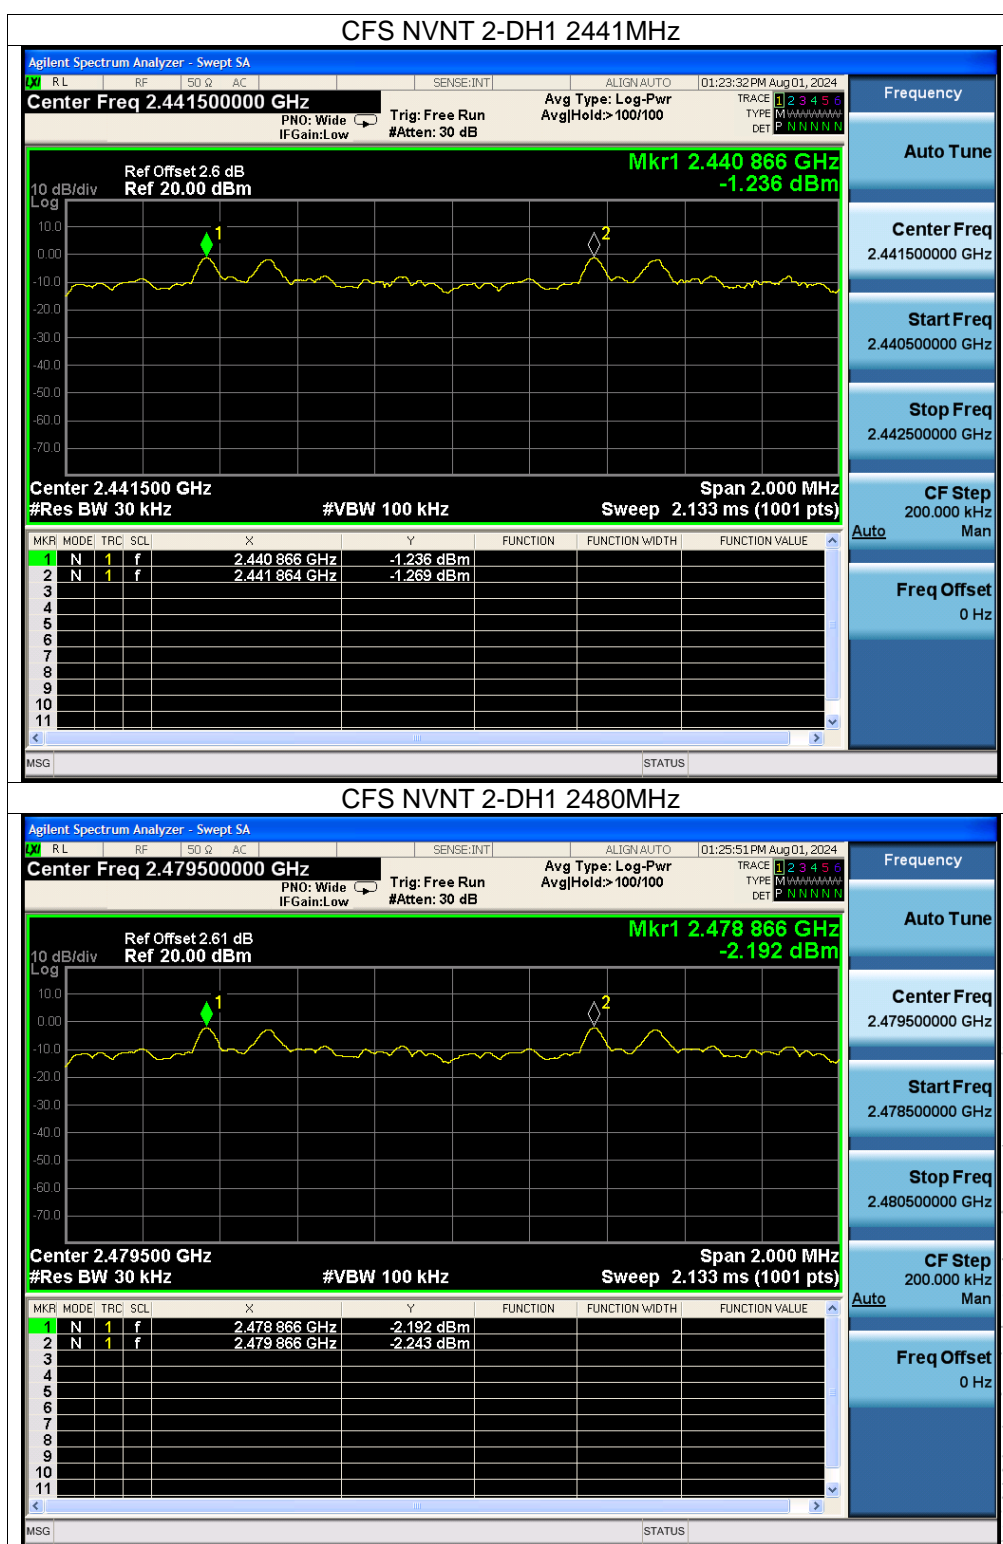 CFS NVNT 2-DH1 2441MHz
Agilent Spectrum Analyzer - Swept SA
LXI RL RF 50 Ω AC SENSE:INT ALIGN AUTO 01:23:32 PM Aug 01, 2024
Center Freq 2.441500000 GHz
PNO: Wide
IFGain:Low
Trig: Free Run
#Atten: 30 dB
Avg Type: Log-Pwr
Avg|Hold:>100/100
TRACE 1 2 3 4 5 6
TYPE M
DET P N N N N N
Mkr1 2.440 866 GHz
-1.236 dBm
Ref Offset 2.6 dB
10 dB/div Ref 20.00 dBm
Log
10.0
0.00
-10.0
-20.0
-30.0
-40.0
-50.0
-60.0
-70.0
1
2
Center 2.441500 GHz Span 2.000 MHz
#Res BW 30 kHz #VBW 100 kHz Sweep 2.133 ms (1001 pts)
MKR MODE TRC SCL X Y FUNCTION FUNCTION WIDTH FUNCTION VALUE
1 N 1 f 2.440 866 GHz -1.236 dBm
2 N 1 f 2.441 864 GHz -1.269 dBm
3
4
5
6
7
8
9
10
11
MSG STATUS
Frequency
Auto Tune
Center Freq
2.441500000 GHz
Start Freq
2.440500000 GHz
Stop Freq
2.442500000 GHz
CF Step
200.000 kHz
Auto Man
Freq Offset
0 Hz
CFS NVNT 2-DH1 2480MHz
Agilent Spectrum Analyzer - Swept SA
LXI RL RF 50 Ω AC SENSE:INT ALIGN AUTO 01:25:51 PM Aug 01, 2024
Center Freq 2.479500000 GHz
PNO: Wide
IFGain:Low
Trig: Free Run
#Atten: 30 dB
Avg Type: Log-Pwr
Avg|Hold:>100/100
TRACE 1 2 3 4 5 6
TYPE M
DET P N N N N N
Mkr1 2.478 866 GHz
-2.192 dBm
Ref Offset 2.61 dB
10 dB/div Ref 20.00 dBm
Log
10.0
0.00
-10.0
-20.0
-30.0
-40.0
-50.0
-60.0
-70.0
1
2
Center 2.479500 GHz Span 2.000 MHz
#Res BW 30 kHz #VBW 100 kHz Sweep 2.133 ms (1001 pts)
MKR MODE TRC SCL X Y FUNCTION FUNCTION WIDTH FUNCTION VALUE
1 N 1 f 2.478 866 GHz -2.192 dBm
2 N 1 f 2.479 866 GHz -2.243 dBm
3
4
5
6
7
8
9
10
11
MSG STATUS
Frequency
Auto Tune
Center Freq
2.479500000 GHz
Start Freq
2.478500000 GHz
Stop Freq
2.480500000 GHz
CF Step
200.000 kHz
Auto Man
Freq Offset
0 Hz